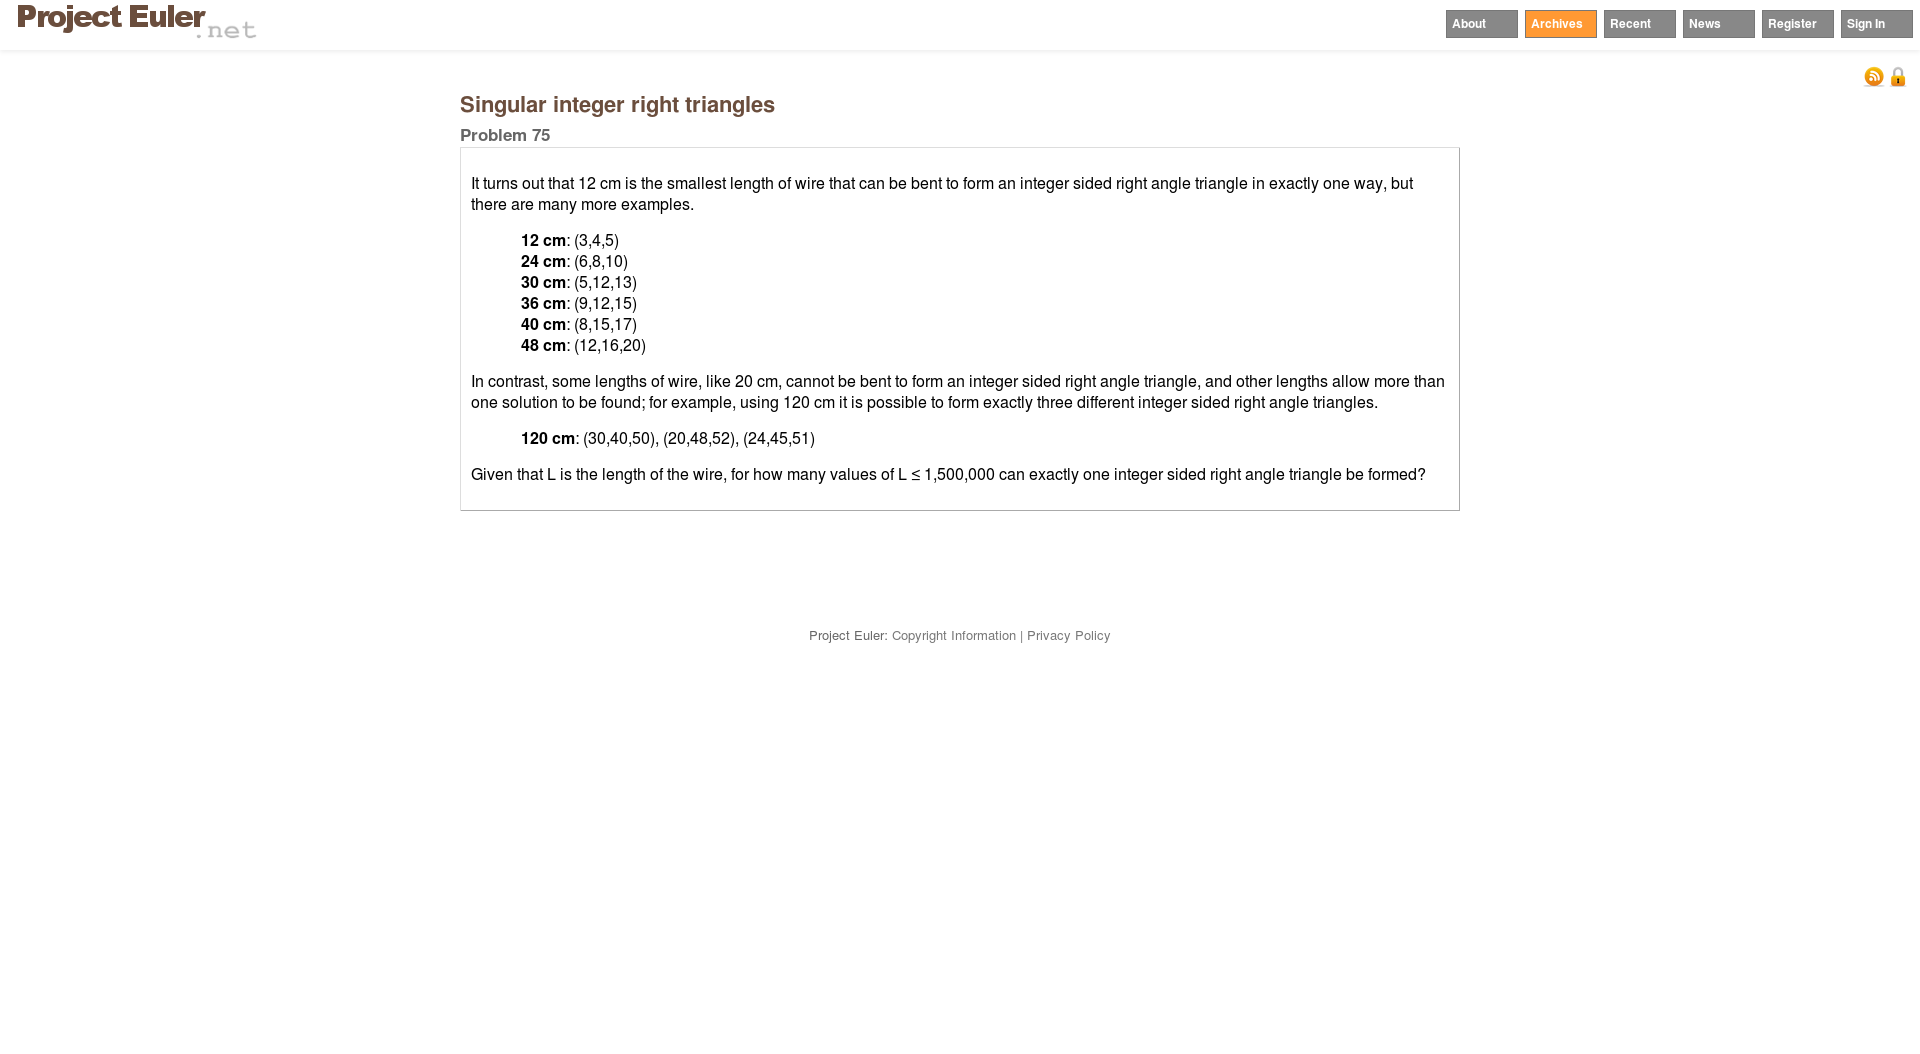 Project Euler.net
About Archives Recent News Register Sign In
Singular integer right triangles
Problem 75
It turns out that 12 cm is the smallest length of wire that can be bent to form an integer sided right angle triangle in exactly one way, but
there are many more examples.
12 cm: (3,4,5)
24 cm: (6,8,10)
30 cm: (5,12,13)
36 cm: (9,12,15)
40 cm: (8,15,17)
48 cm: (12,16,20)
In contrast, some lengths of wire, like 20 cm, cannot be bent to form an integer sided right angle triangle, and other lengths allow more than
one solution to be found; for example, using 120 cm it is possible to form exactly three different integer sided right angle triangles.
120 cm: (30,40,50), (20,48,52), (24,45,51)
Given that L is the length of the wire, for how many values of L ≤ 1,500,000 can exactly one integer sided right angle triangle be formed?
Project Euler: Copyright Information | Privacy Policy